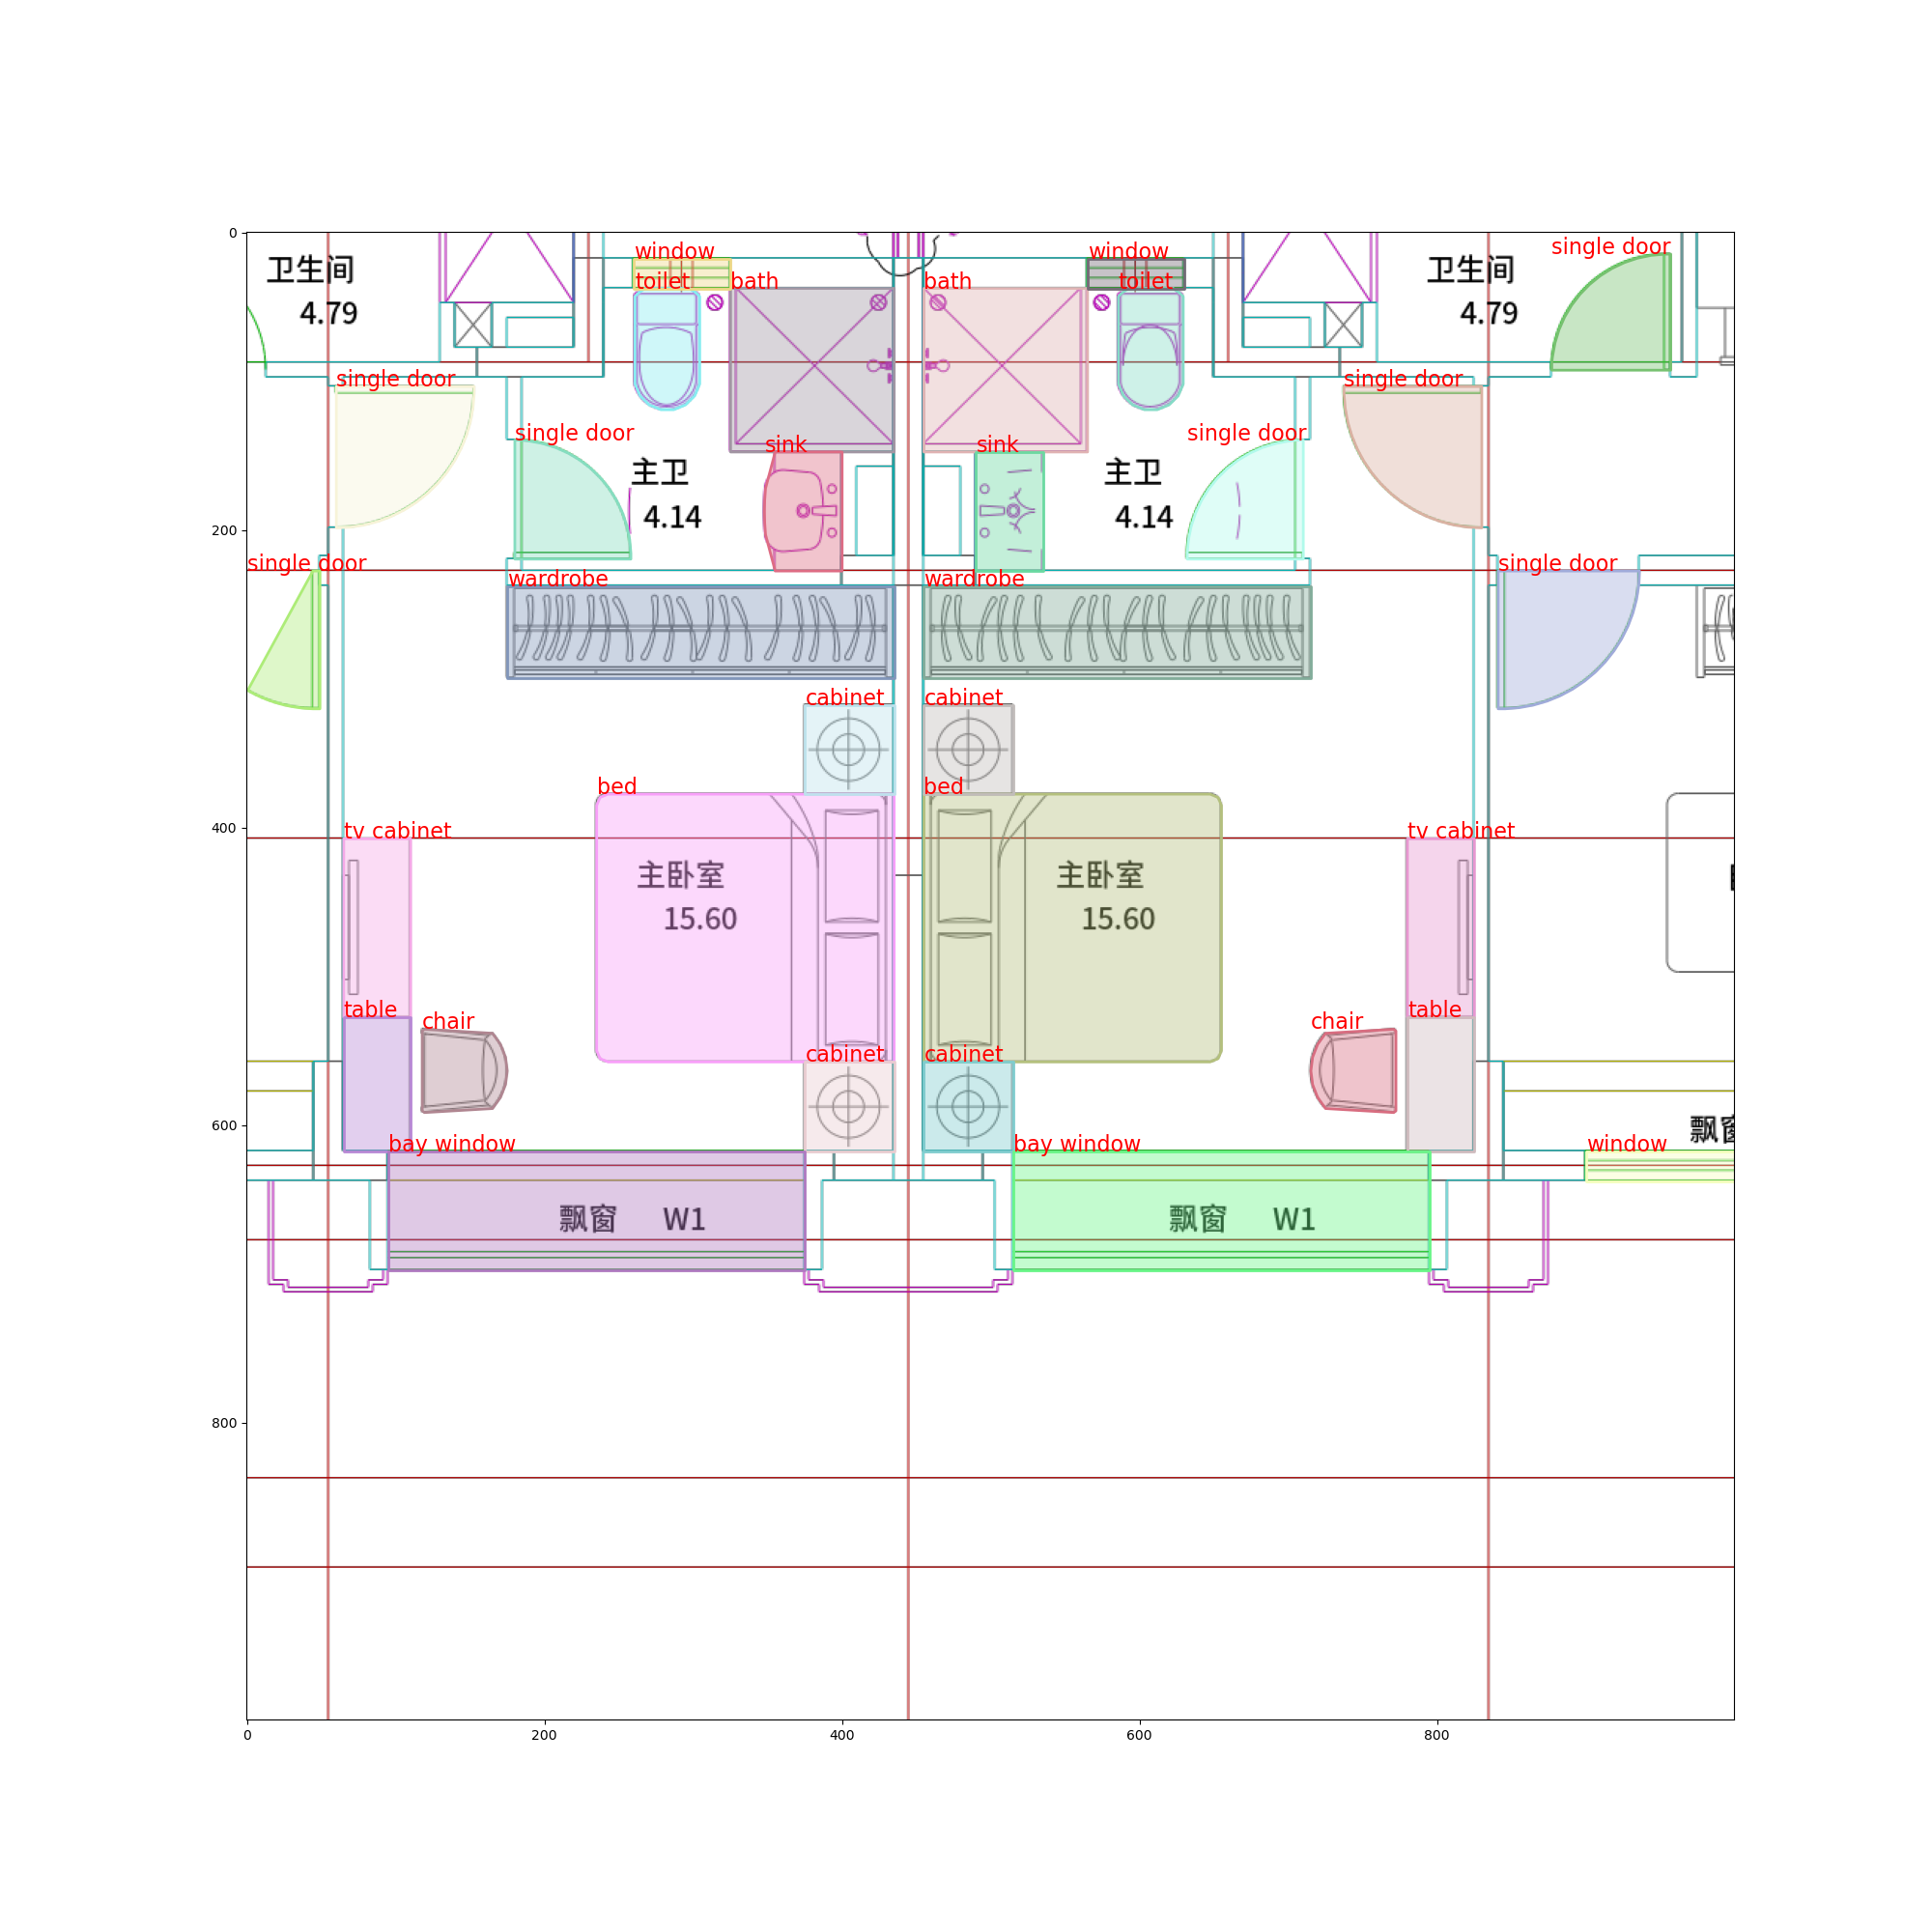 0
window
window
single door
卫生间
卫生间
toilet
bath
bath
toilet
4.79
4.79
single door
single door
single door
single door
sink
sink
主卫
主卫
200
4.14
4.14
single door
single door
wardrobe
wardrobe
cabinet
cabinet
bed
bed
400
tv cabinet
tv cabinet
主卧室
主卧室
15.60
15.60
table
chair
chair
table
cabinet
cabinet
600
飘窗
bay window
bay window
window
飘窗 W1
飘窗 W1
800
0
200
400
600
800